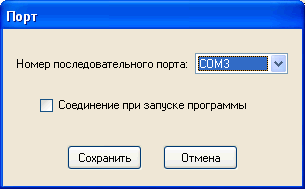 Порт
Номер последовательного порта: COM3
Соединение при запуске программы
Сохранить Отмена